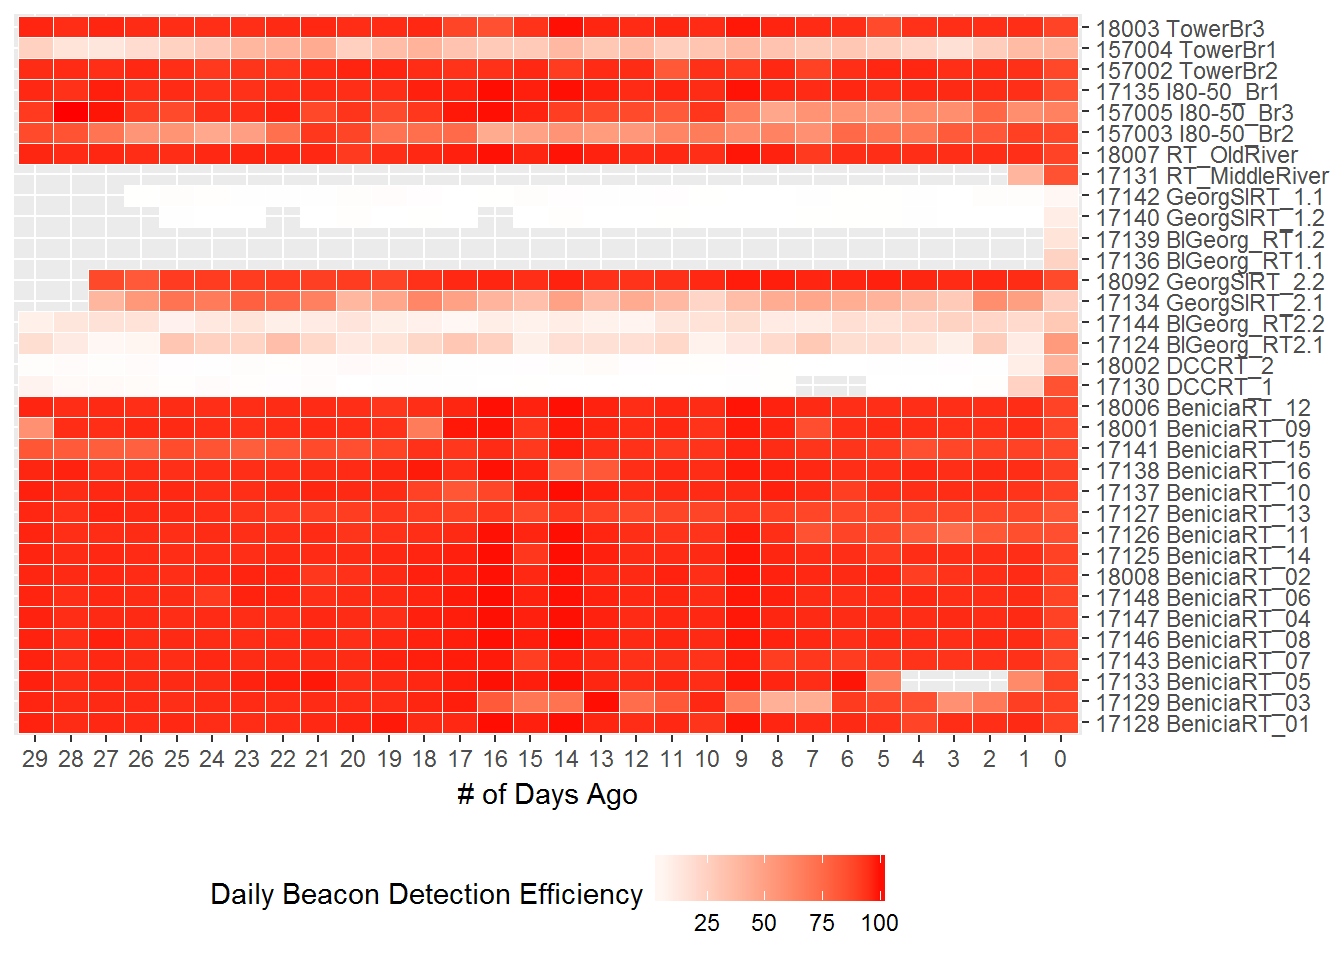 18003 TowerBr3
157004 TowerBr1
157002 TowerBr2
17135 I80-50_Br1
157005 I80-50_Br3
157003 I80-50_Br2
18007 RT_OldRiver
17131 RT_MiddleRiver
17142 GeorgSlRT_1.1
17140 GeorgSlRT_1.2
17139 BlGeorg_RT1.2
17136 BlGeorg_RT1.1
18092 GeorgSlRT_2.2
17134 GeorgSlRT_2.1
17144 BlGeorg_RT2.2
17124 BlGeorg_RT2.1
18002 DCCRT_2
17130 DCCRT_1
18006 BeniciaRT_12
18001 BeniciaRT_09
17141 BeniciaRT_15
17138 BeniciaRT_16
17137 BeniciaRT_10
17127 BeniciaRT_13
17126 BeniciaRT_11
17125 BeniciaRT_14
18008 BeniciaRT_02
17148 BeniciaRT_06
17147 BeniciaRT_04
17146 BeniciaRT_08
17143 BeniciaRT_07
17133 BeniciaRT_05
17129 BeniciaRT_03
17128 BeniciaRT_01
29 28 27 26 25 24 23 22 21 20 19 18 17 16 15 14 13 12 11 10 9 8 7 6 5 4 3 2 1 0
# of Days Ago
Daily Beacon Detection Efficiency
25 50 75 100